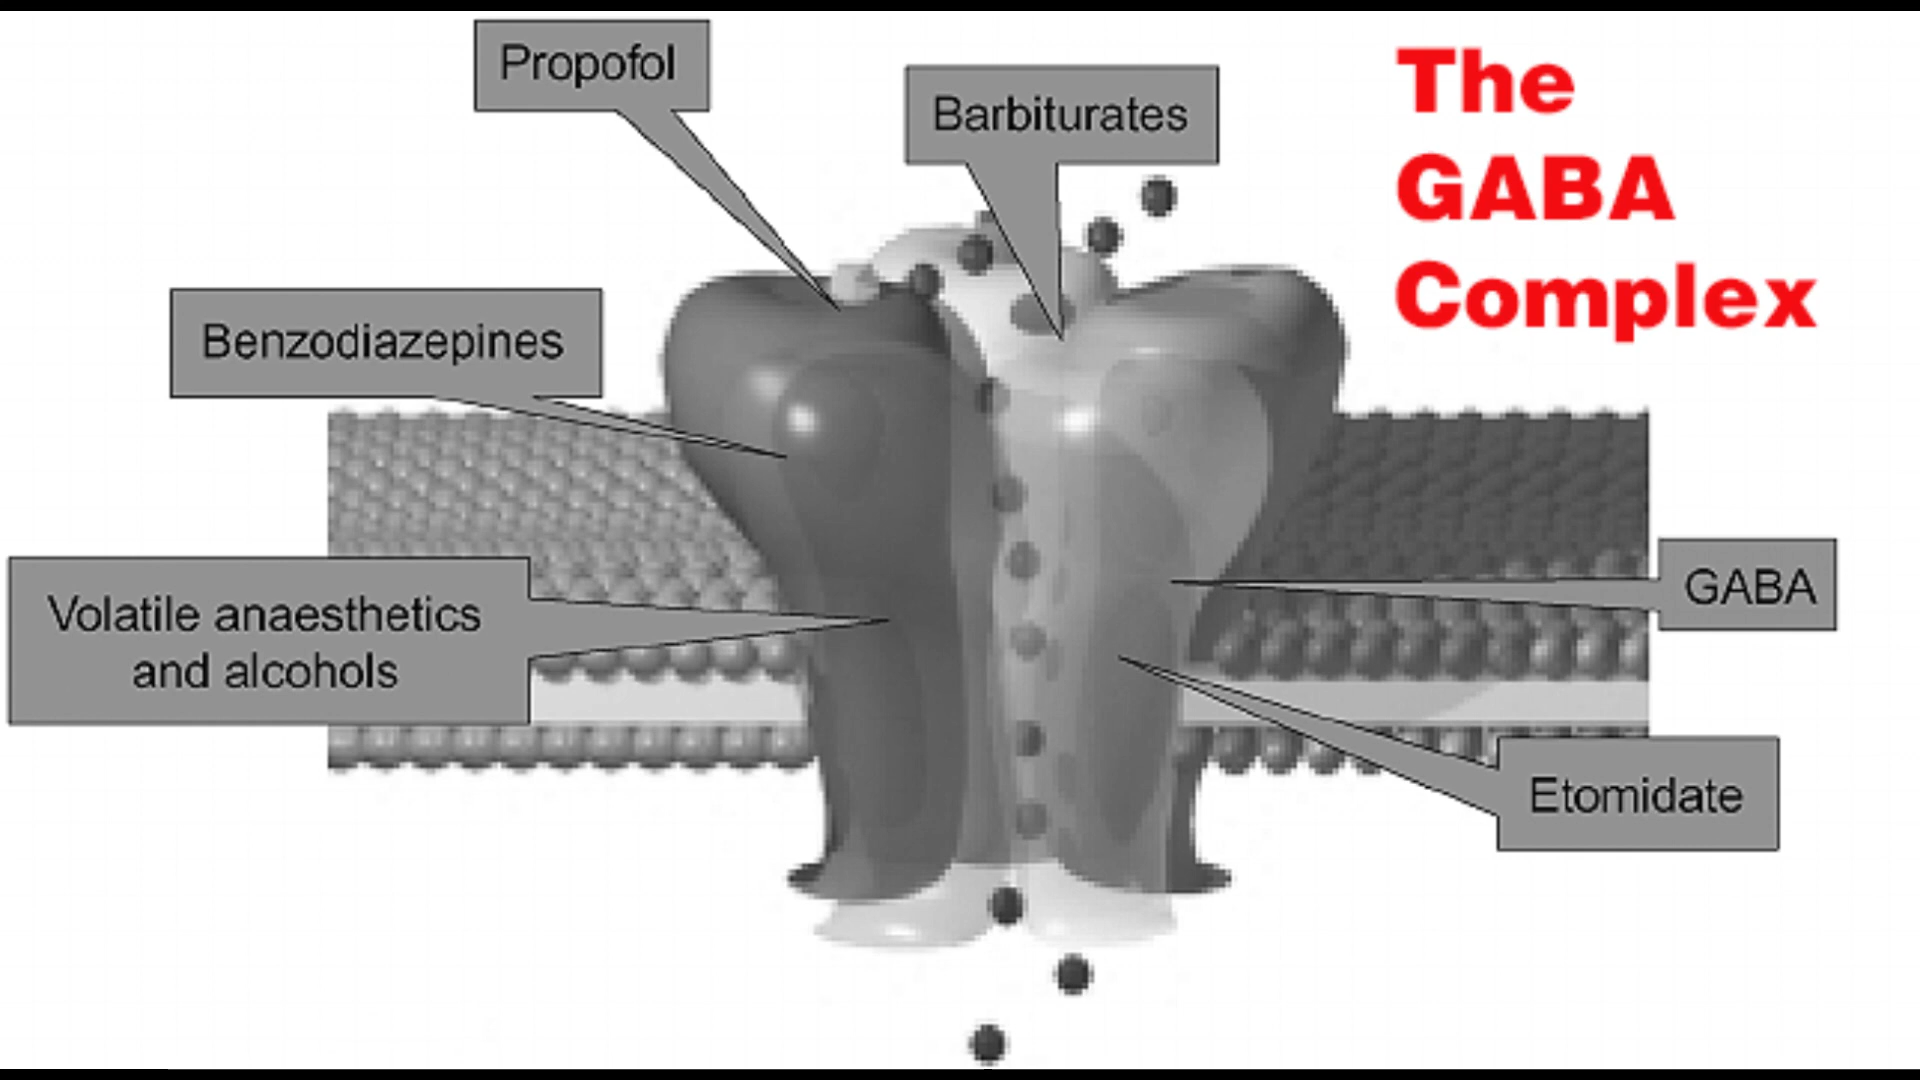 Propofol
Barbiturates
The
GABA
Complex
Benzodiazepines
Volatile anaesthetics
and alcohols
GABA
Etomidate